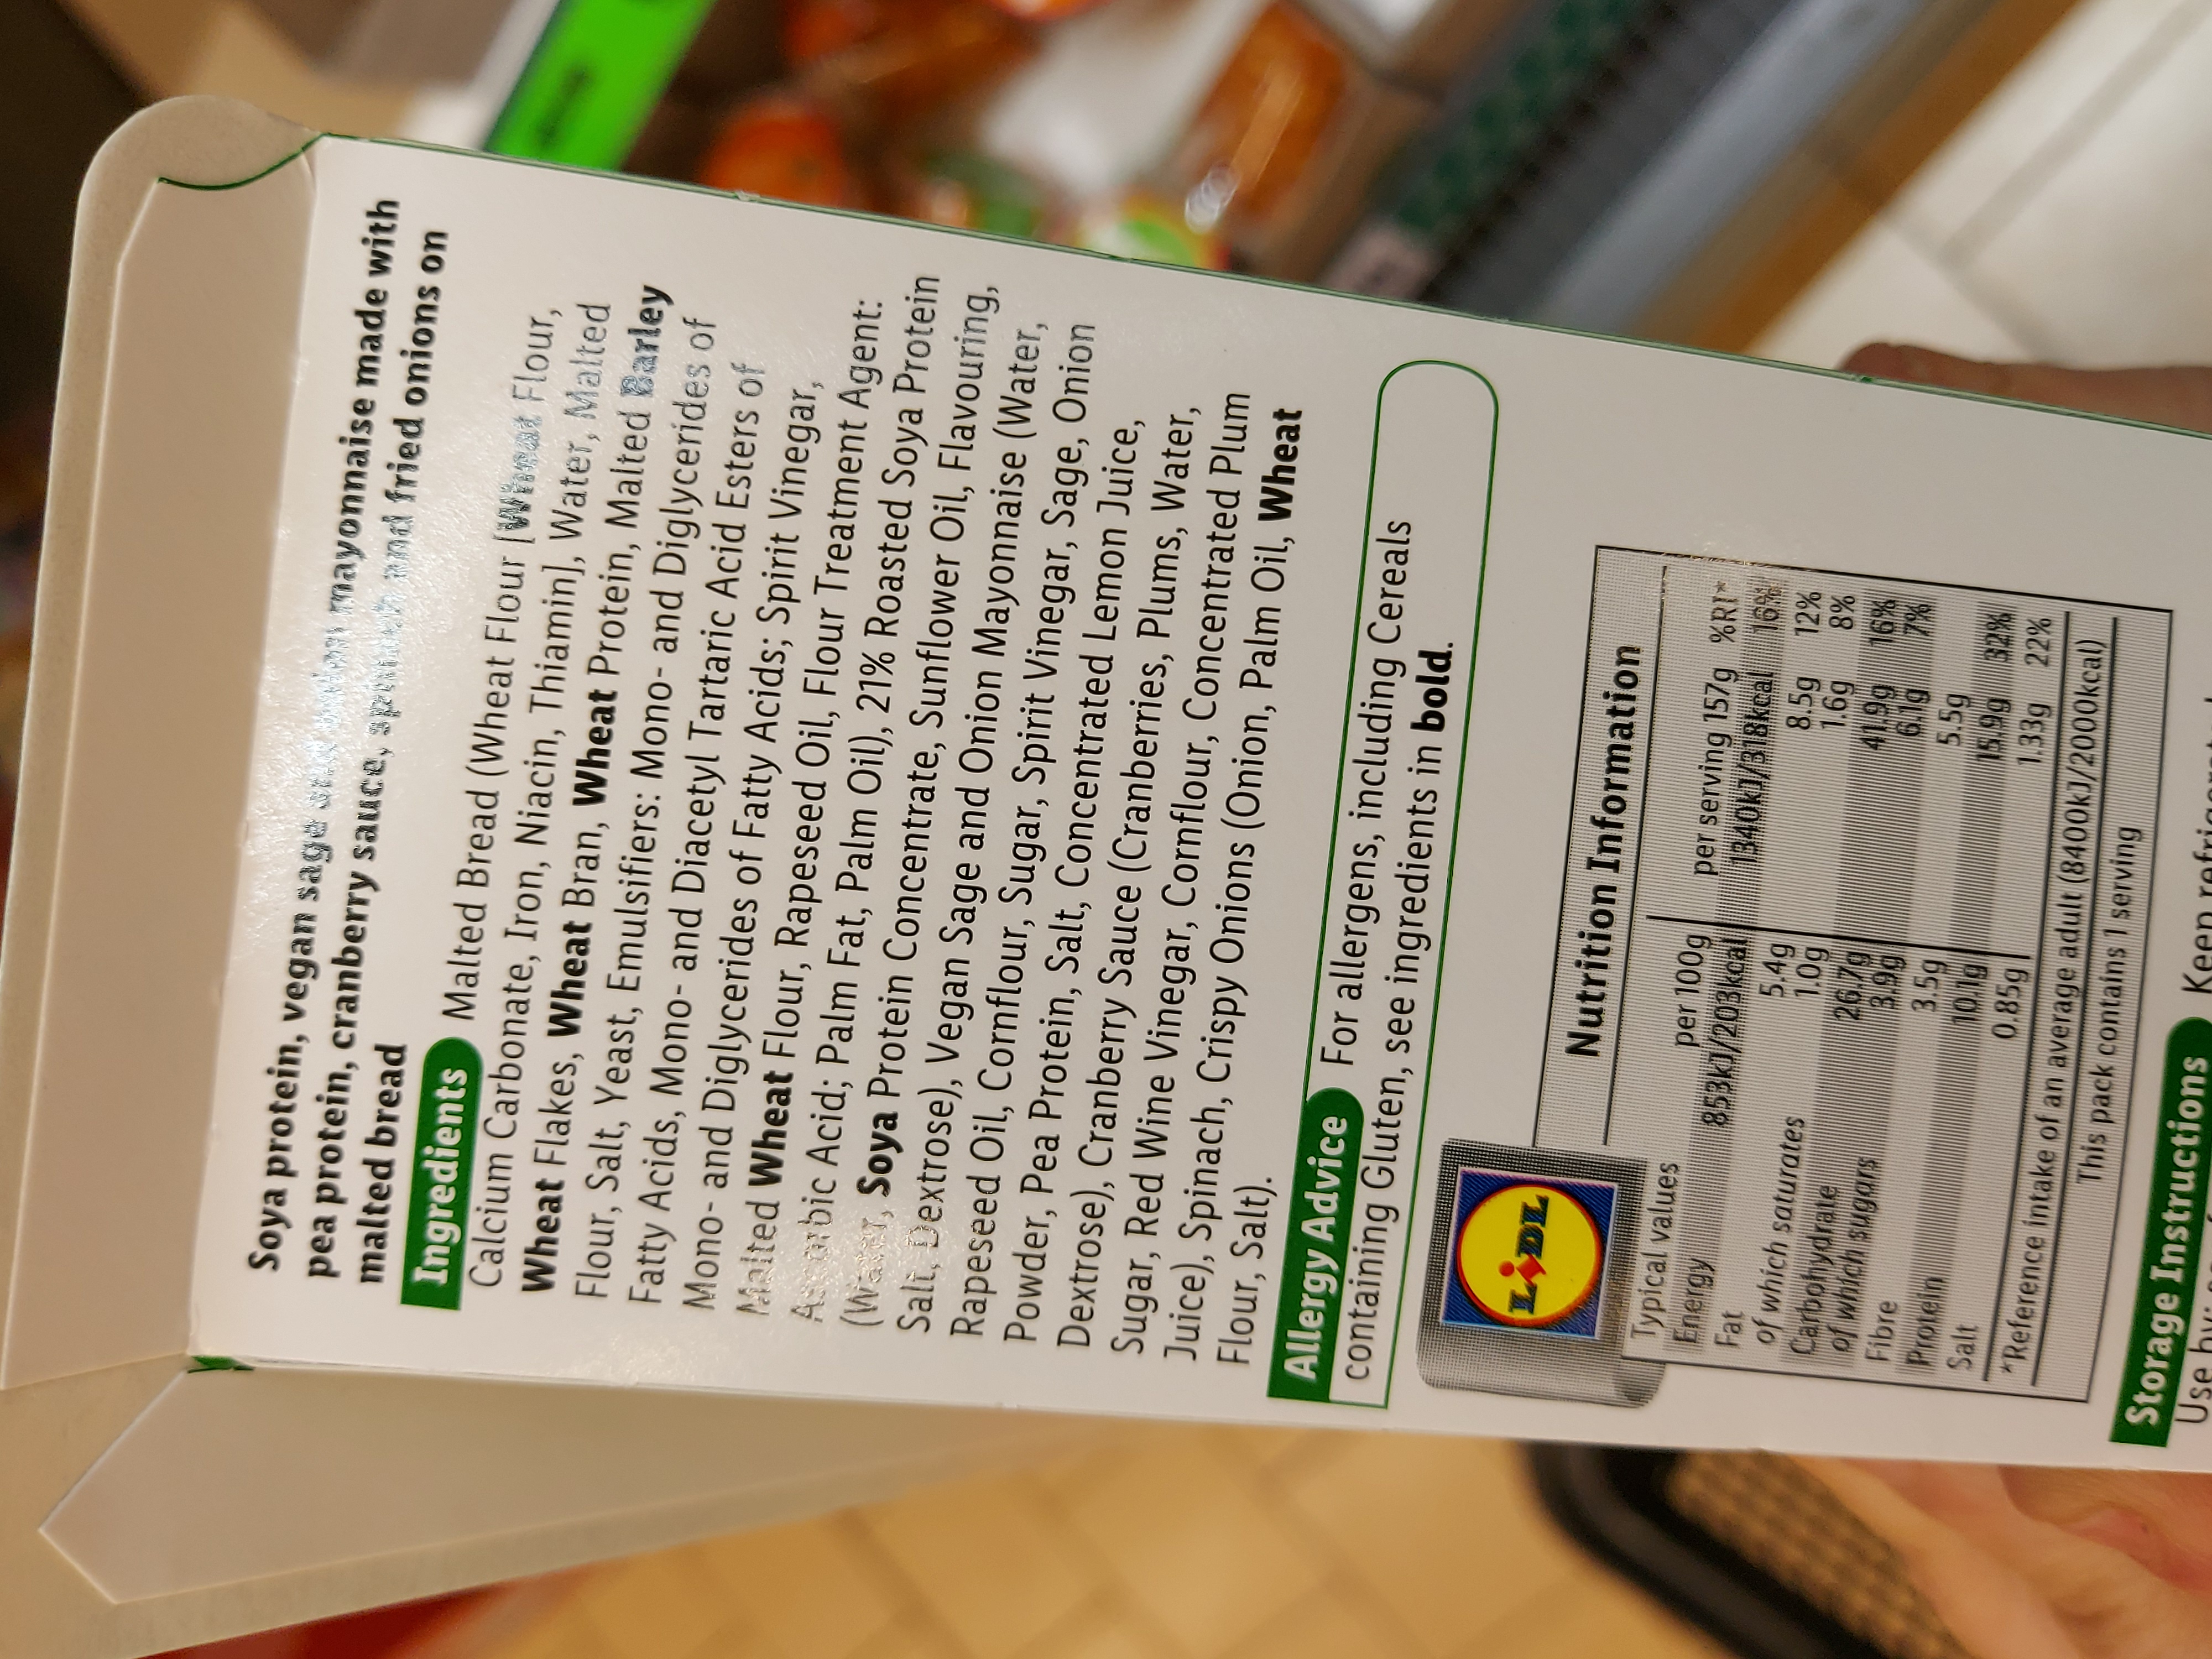 Soya protein, vegan sage and onion mayonnaise made with
pea protein, cranberry sauce, spinach and fried onions on
malted bread
Ingredients Malted Bread (Wheat Flour [Wheat Flour,
Calcium Carbonate, Iron, Niacin, Thiamin], Water, Malted
Wheat Flakes, Wheat Bran, Wheat Protein, Malted Barley
Flour, Salt, Yeast, Emulsifiers: Mono- and Diglycerides of
Fatty Acids, Mono- and Diacetyl Tartaric Acid Esters of
Mono- and Diglycerides of Fatty Acids; Spirit Vinegar,
Malted Wheat Flour, Rapeseed Oil, Flour Treatment Agent:
Ascorbic Acid; Palm Fat, Palm Oil), 21% Roasted Soya Protein
(Water, Soya Protein Concentrate, Sunflower Oil, Flavouring,
Salt, Dextrose), Vegan Sage and Onion Mayonnaise (Water,
Rapeseed Oil, Cornflour, Sugar, Spirit Vinegar, Sage, Onion
Powder, Pea Protein, Salt, Concentrated Lemon Juice,
Dextrose), Cranberry Sauce (Cranberries, Plums, Water,
Sugar, Red Wine Vinegar, Cornflour, Concentrated Plum
Juice), Spinach, Crispy Onions (Onion, Palm Oil, Wheat
Flour, Salt).
Allergy Advice For allergens, including Cereals
containing Gluten, see ingredients in bold.
LiDL
Nutrition Information
Typical values per 100g per serving 157g %RI*
Energy 853kJ/203kcal 1340kJ/318kcal 16%
Fat 5.4g 8.5g 12%
of which saturates 1.0g 1.6g 8%
Carbohydrate 26.7g 41.9g 16%
of which sugars 3.9g 6.1g 7%
Fibre 3.5g 5.5g
Protein 10.1g 15.9g 32%
Salt 0.85g 1.33g 22%
*Reference intake of an average adult (8400kJ/2000kcal)
This pack contains 1 serving
Storage Instructions Keep
Use by: